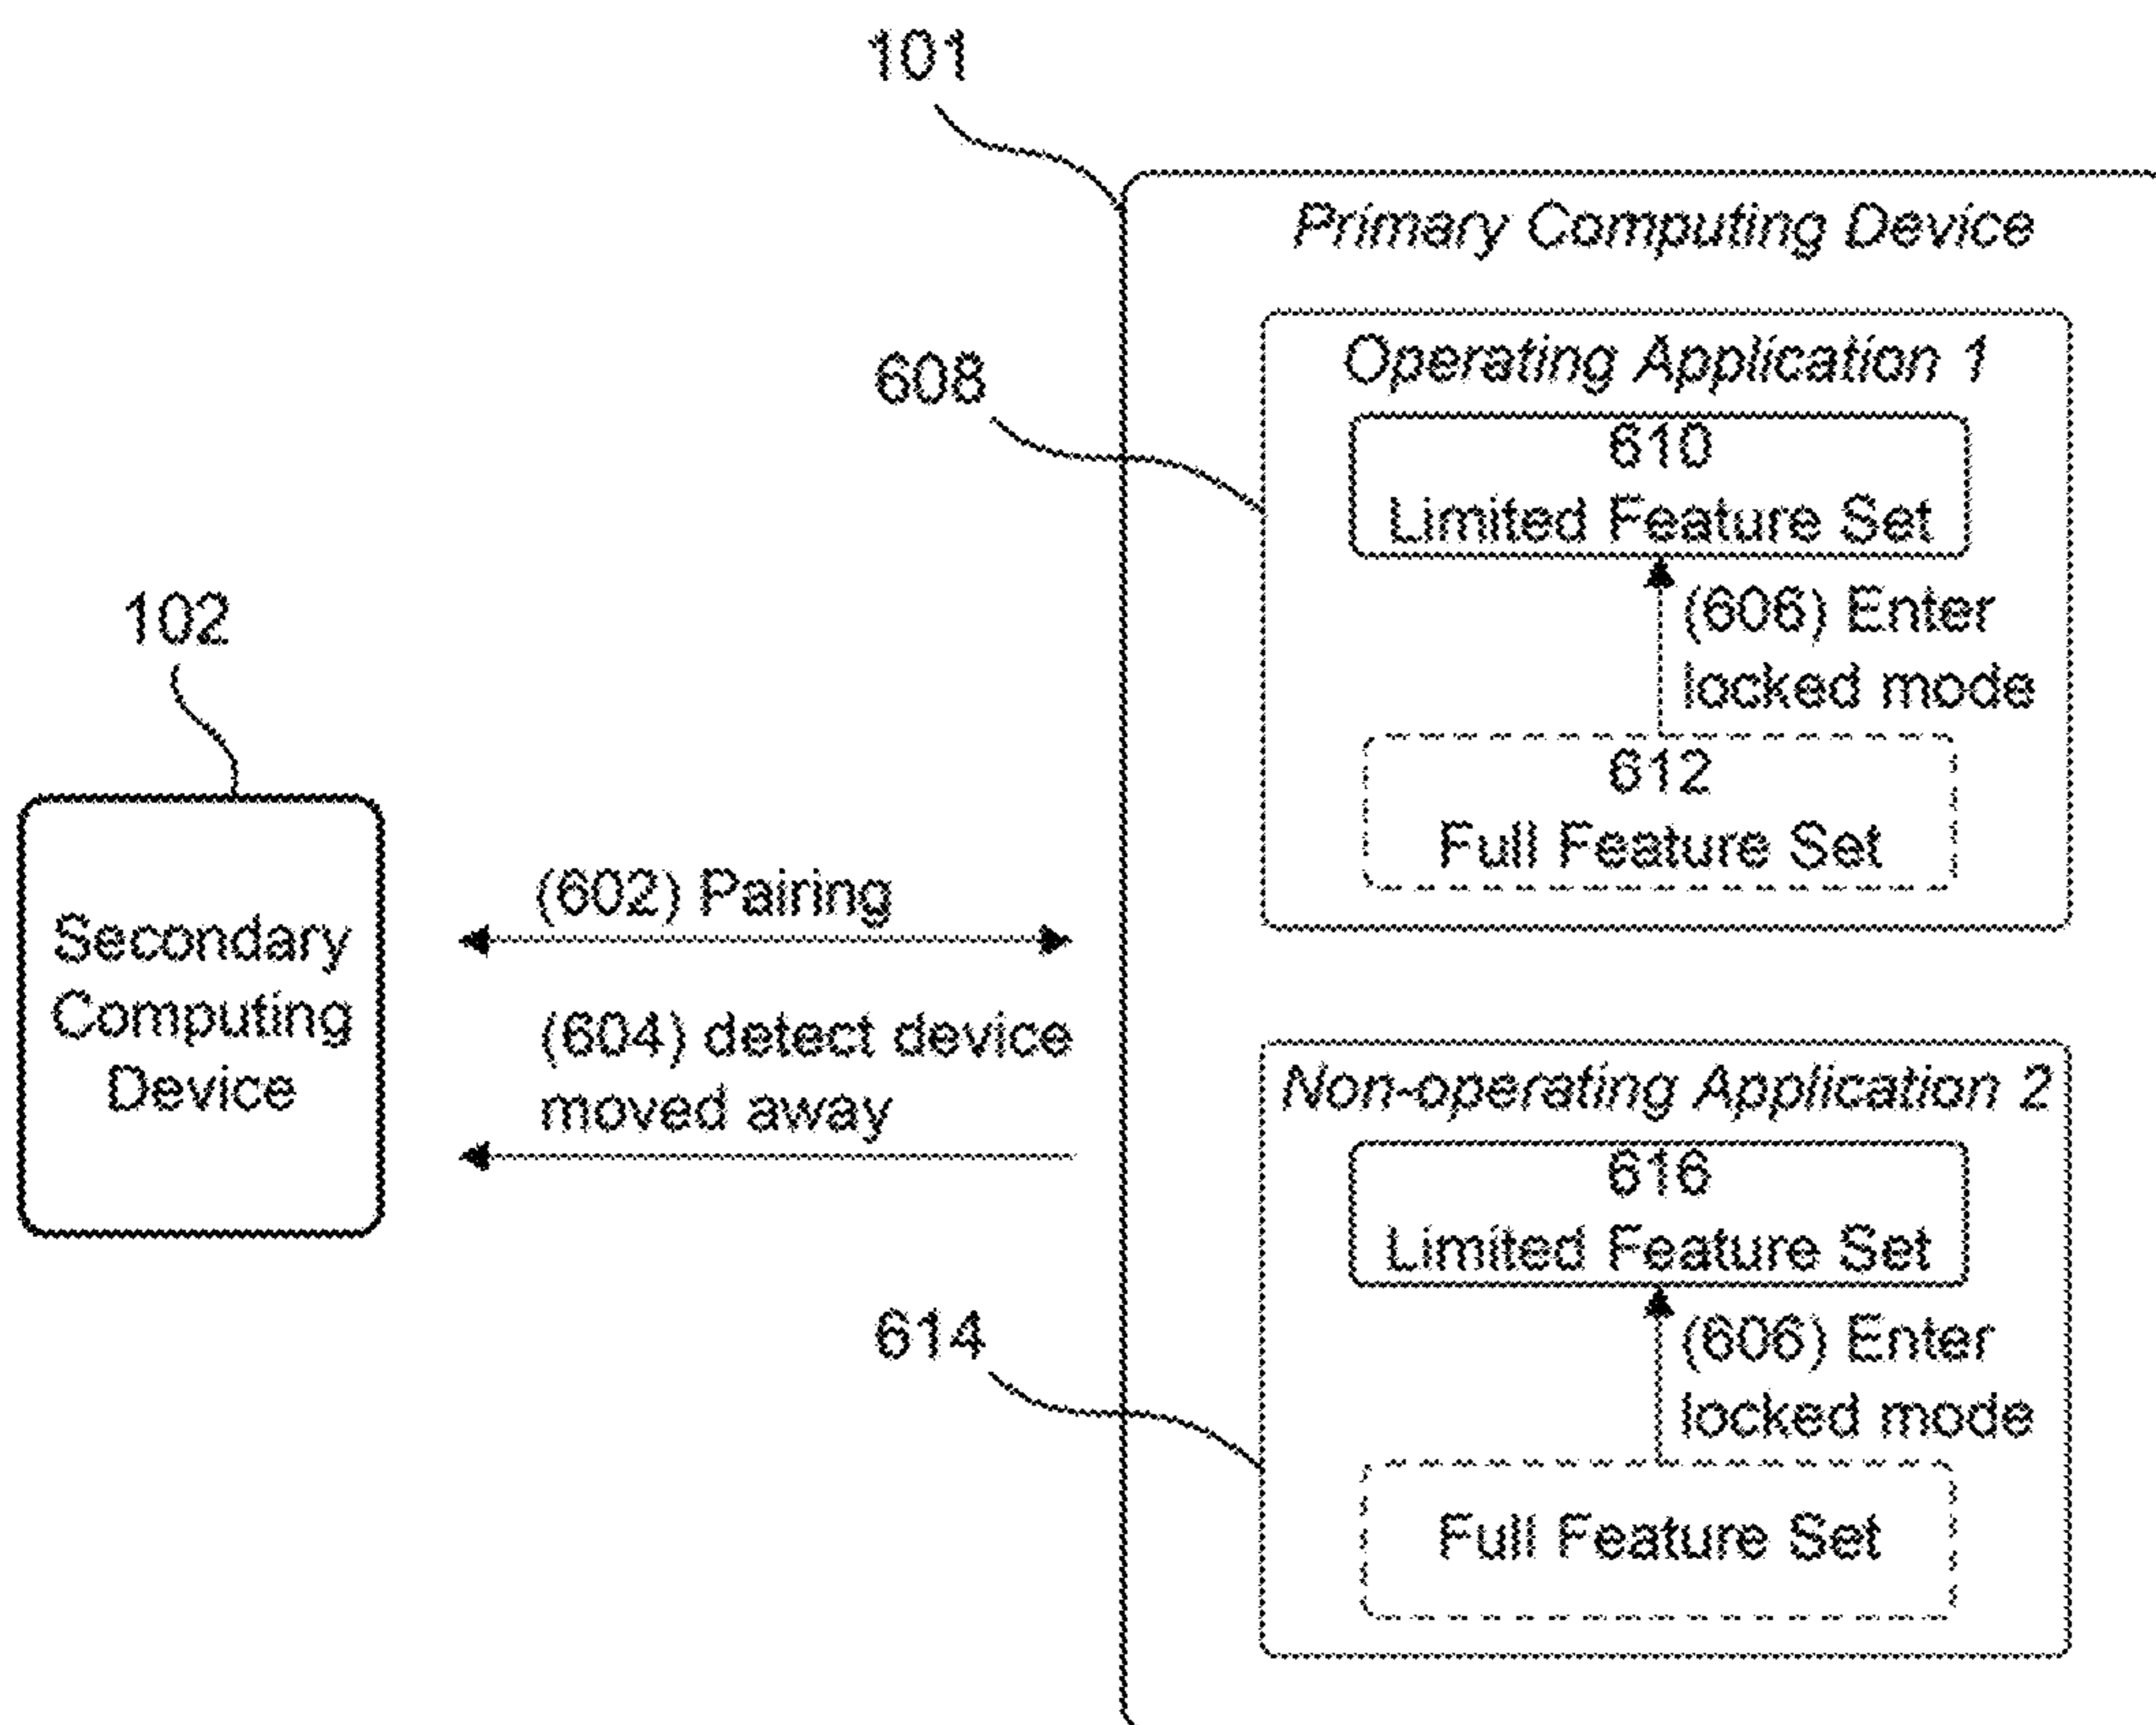 101
Primary Computing Device
608
Operating Application 1
610
Limited Feature Set
(606) Enter
locked mode
612
Full Feature Set
102
Secondary
Computing
Device
(602) Pairing
(604) detect device
moved away
614
Non-operating Application 2
616
Limited Feature Set
(606) Enter
locked mode
Full Feature Set